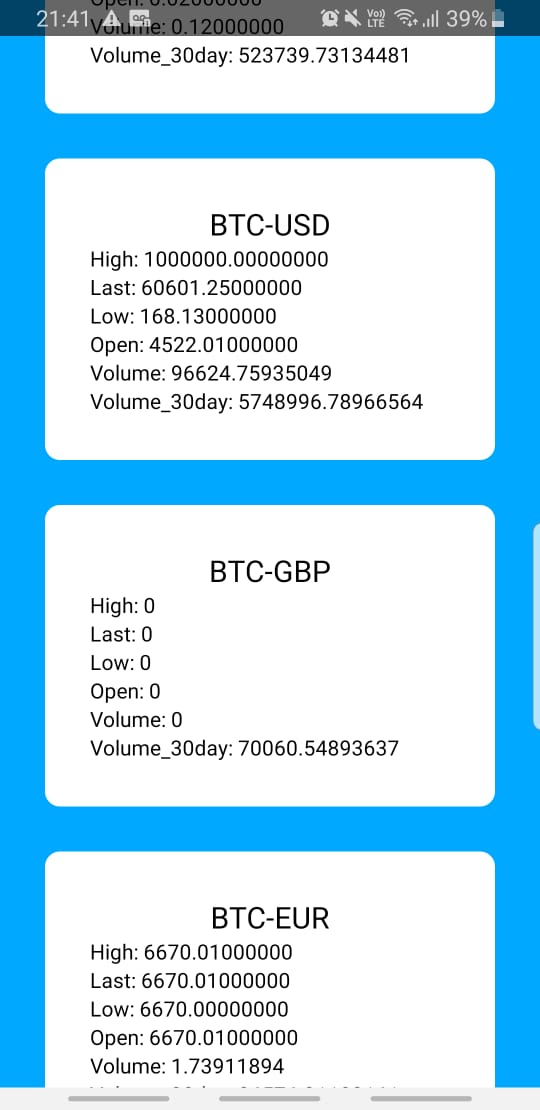 21:41 Vo)) LTE 39%
Volume: 0.12000000
Volume_30day: 523739.73134481
BTC-USD
High: 1000000.00000000
Last: 60601.25000000
Low: 168.13000000
Open: 4522.01000000
Volume: 96624.75935049
Volume_30day: 5748996.78966564
BTC-GBP
High: 0
Last: 0
Low: 0
Open: 0
Volume: 0
Volume_30day: 70060.54893637
BTC-EUR
High: 6670.01000000
Last: 6670.01000000
Low: 6670.00000000
Open: 6670.01000000
Volume: 1.73911894